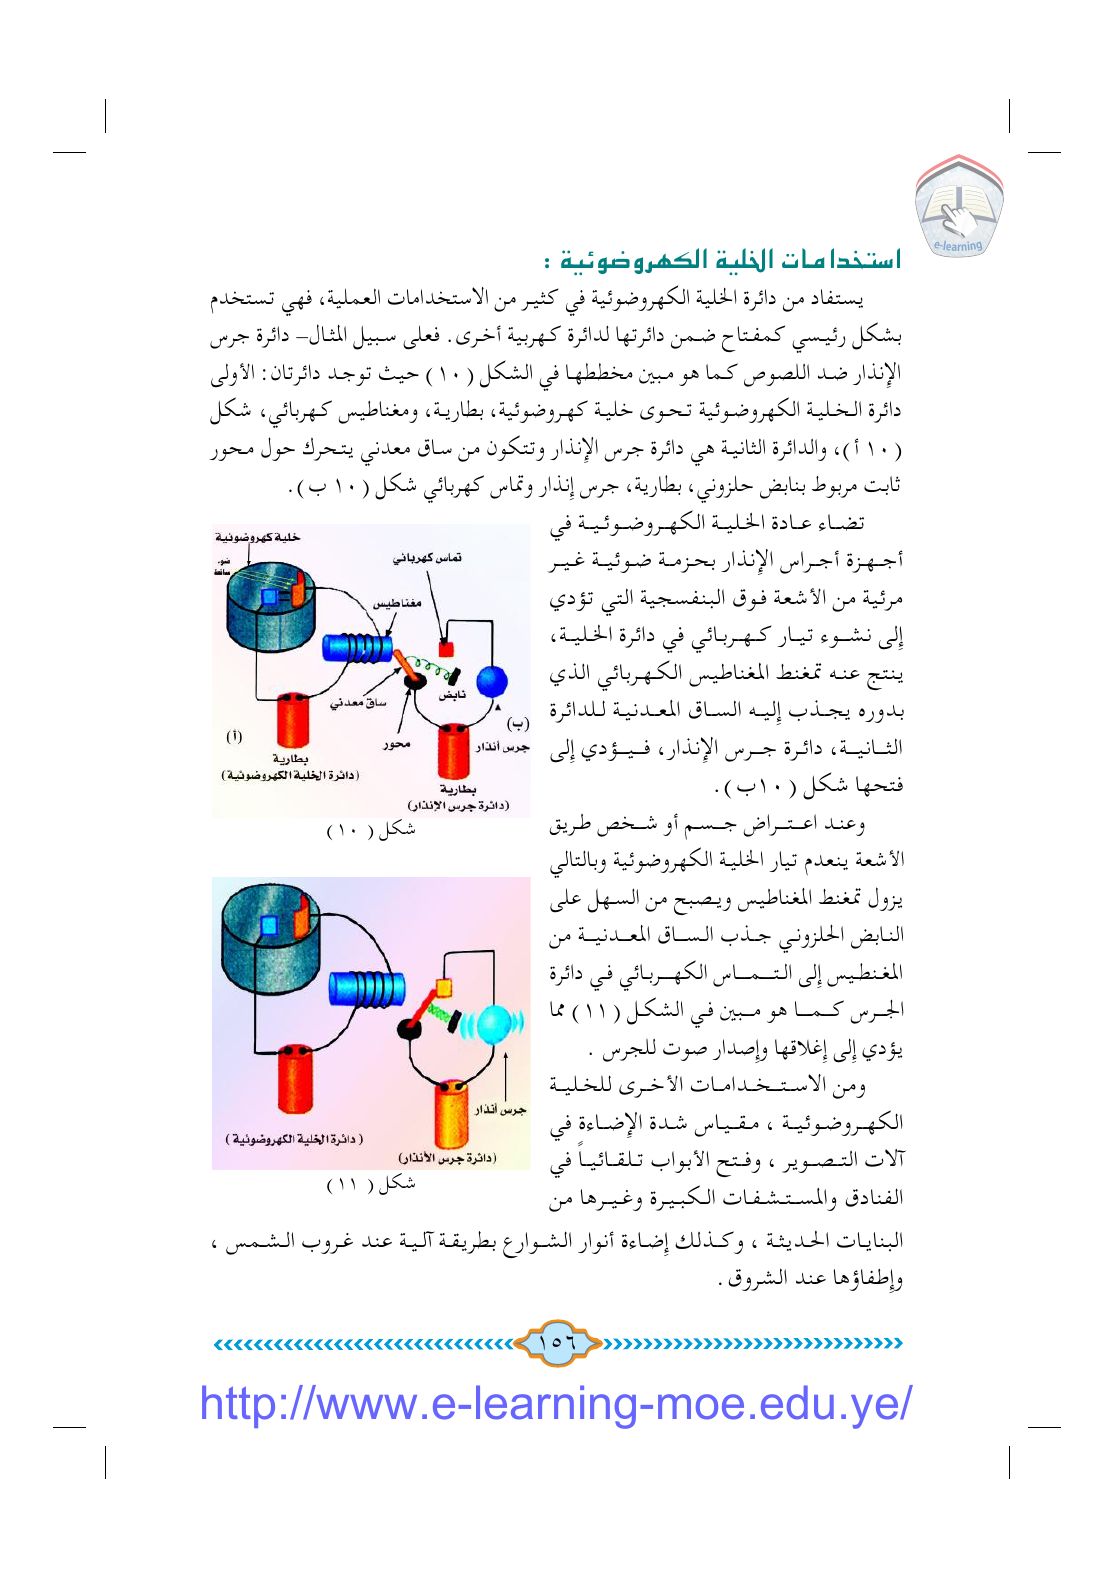 e-learning
استخدامات الخلية الكهروضوئية :
يستفاد من دائرة الخلية الكهروضوئية في كثير من الاستخدامات العملية، فهي تستخدم
بشكل رئيسي كمفتاح ضمن دائرتها لدائرة كهربية أخرى. فعلى سبيل المثال– دائرة جرس
الإنذار ضد اللصوص كما هو مبين مخططها في الشكل (١٠) حيث توجد دائرتان: الأولى
دائرة الخلية الكهروضوئية تحوى خلية كهروضوئية، بطارية، ومغناطيس كهربائي، شكل
(١٠ أ)، والدائرة الثانية هي دائرة جرس الإنذار وتتكون من ساق معدني يتحرك حول محور
ثابت مربوط بنابض حلزوني، بطارية، جرس إنذار وتماس كهربائي شكل (١٠ ب).
تضاء عادة الخلية الكهروضوئية في
أجهزة أجراس الإنذار بحزمة ضوئية غير
مرئية من الأشعة فوق البنفسجية التي تؤدي
إلى نشوء تيار كهربائي في دائرة الخلية،
ينتج عنه تمغنط المغناطيس الكهربائي الذي
بدوره يجذب إليه الساق المعدنية للدائرة
الثانية، دائرة جرس الإنذار، فيؤدي إلى
فتحها شكل (١٠ب).
وعند اعتراض جسم أو شخص طريق
الأشعة ينعدم تيار الخلية الكهروضوئية وبالتالي
يزول تمغنط المغناطيس ويصبح من السهل على
النابض الحلزوني جذب الساق المعدنية من
المغنطيس إلى التماس الكهربائي في دائرة
الجرس كما هو مبين في الشكل (١١) مما
يؤدي إلى إغلاقها وإصدار صوت للجرس .
ومن الاستخدامات الأخرى للخلية
الكهروضوئية ، مقياس شدة الإضاءة في
آلات التصوير ، وفتح الأبواب تلقائياً في
الفنادق والمستشفات الكبيرة وغيرها من
البنايات الحديثة ، وكذلك إضاءة أنوار الشوارع بطريقة آلية عند غروب الشمس ،
وإطفاؤها عند الشروق .
خلية كهروضوئية
ضوء
ساقط
تماس كهربائي
مغناطيس
نابض
ساق معدني
محور
(أ)
(ب)
جرس أنذار
بطارية
(دائرة الخلية الكهروضوئية)
بطارية
(دائرة جرس الإنذار)
شكل (١٠)
جرس أنذار
(دائرة الخلية الكهروضوئية)
(دائرة جرس الأنذار)
شكل (١١)
١٥٦
http://www.e-learning-moe.edu.ye/